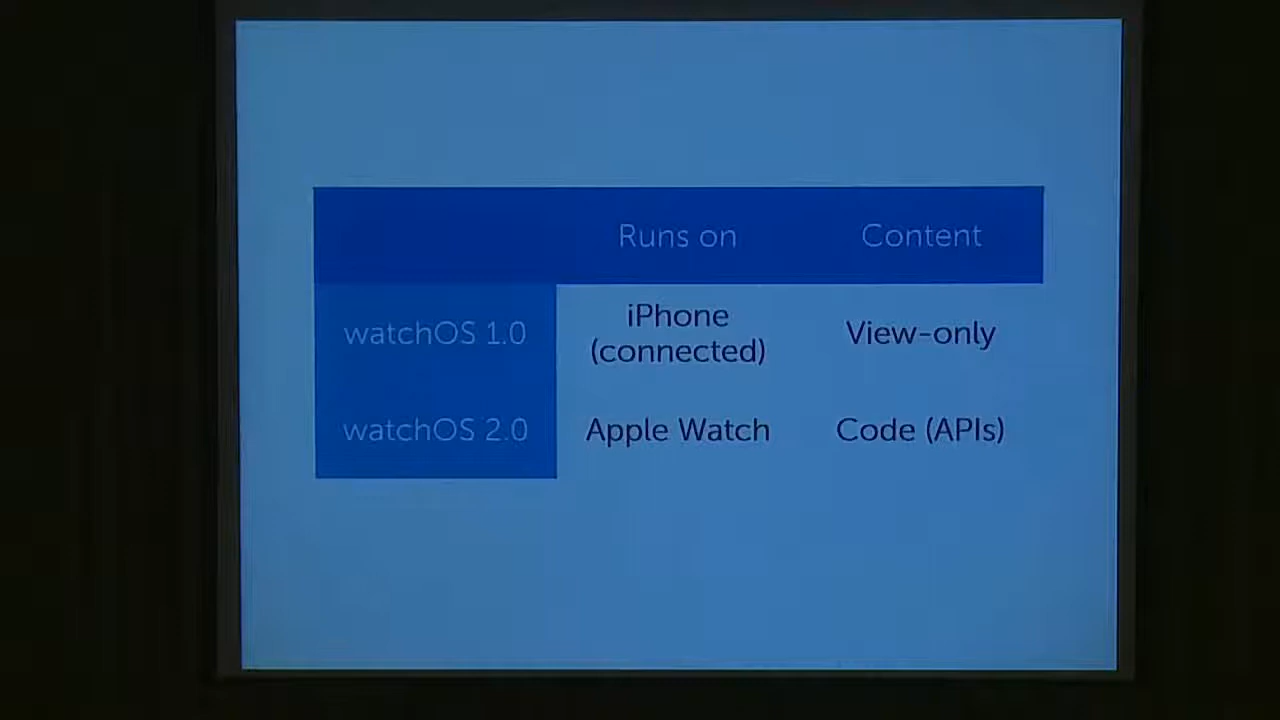 Runs on
Content
watchOS 1.0
iPhone
(connected)
View-only
watchOS 2.0
Apple Watch
Code (APIs)